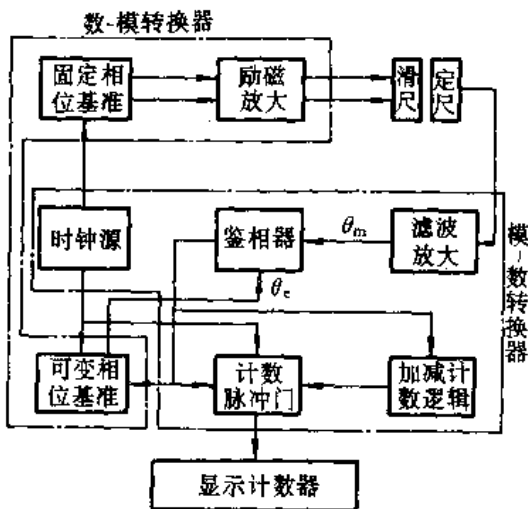 数-模转换器
固定相
位基准
励磁
放大
滑
尺
定
尺
时钟源
鉴相器
θm
滤波
放大
θc
模-数转换器
可变相
位基准
计数
脉冲门
加减计
数逻辑
显示计数器